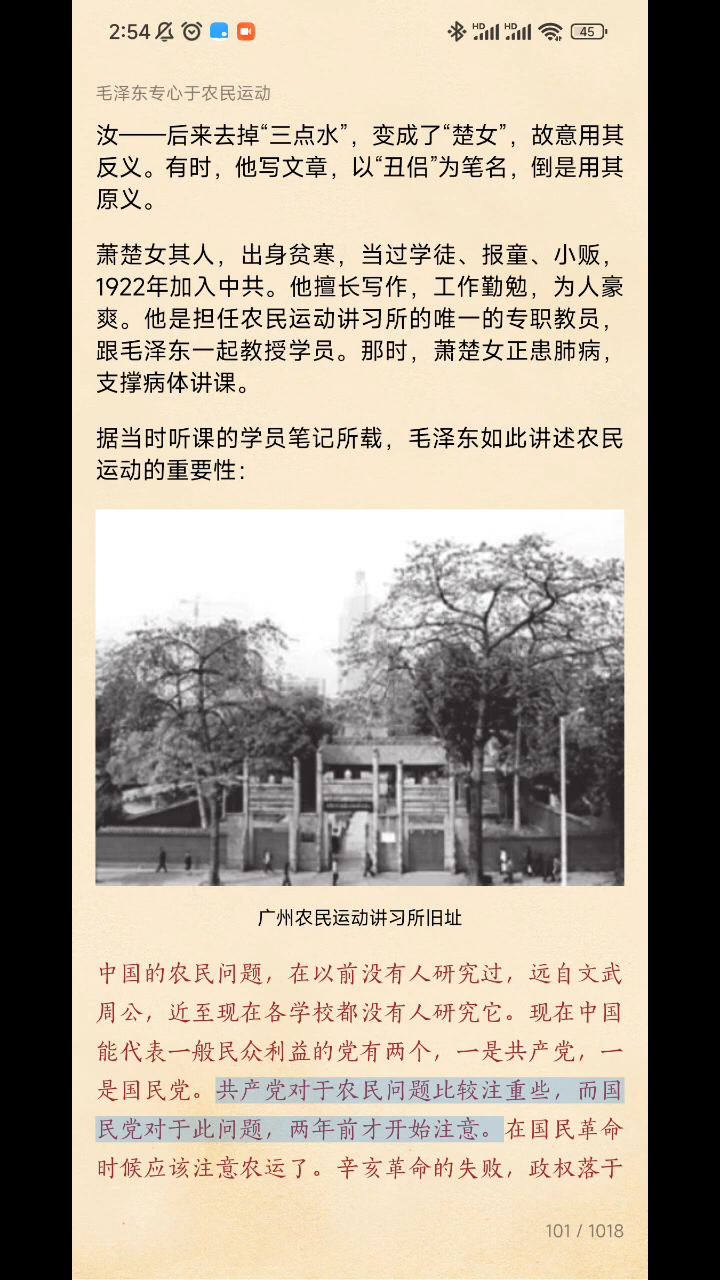 2:54
HD HD 45
毛泽东专心于农民运动
汝——后来去掉“三点水”，变成了“楚女”，故意用其
反义。有时，他写文章，以“丑侣”为笔名，倒是用其
原义。
萧楚女其人，出身贫寒，当过学徒、报童、小贩，
1922年加入中共。他擅长写作，工作勤勉，为人豪
爽。他是担任农民运动讲习所的唯一的专职教员，
跟毛泽东一起教授学员。那时，萧楚女正患肺病，
支撑病体讲课。
据当时听课的学员笔记所载，毛泽东如此讲述农民
运动的重要性：
广州农民运动讲习所旧址
中国的农民问题，在以前没有人研究过，远自文武
周公，近至现在各学校都没有人研究它。现在中国
能代表一般民众利益的党有两个，一是共产党，一
是国民党。共产党对于农民问题比较注重些，而国
民党对于此问题，两年前才开始注意。在国民革命
时候应该注意农运了。辛亥革命的失败，政权落于
101 / 1018